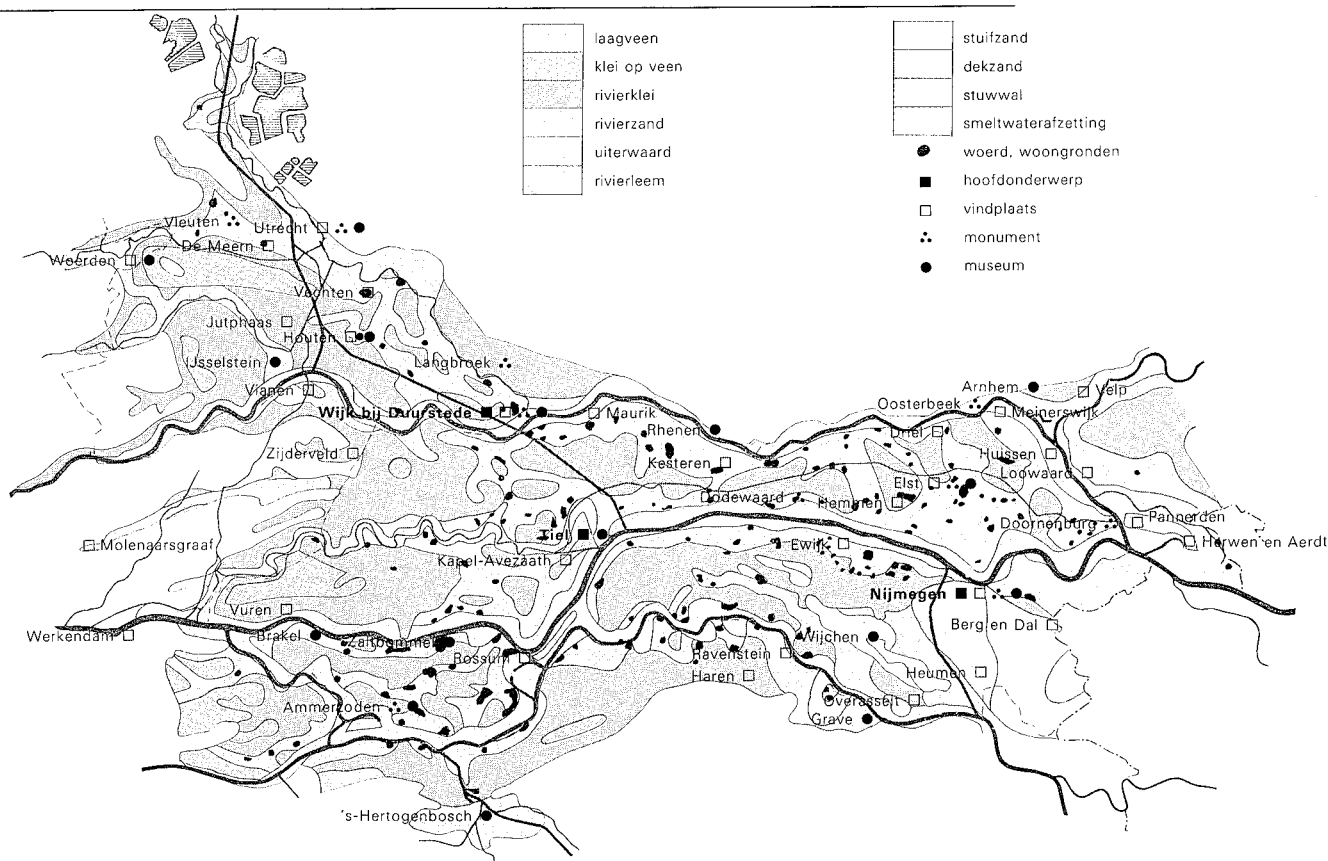 laagveen
klei op veen
rivierklei
rivierzand
uiterwaard
rivierleem
stuifzand
dekzand
stuwwal
smeltwaterafzetting
woerd, woongronden
hoofdonderwerp
vindplaats
monument
museum
Vleuten
Utrecht
De Meern
Woerden
Vechten
Jutphaas
Houten
IJsselstein
Langbroek
Vianen
Wijk bij Duurstede
Maurik
Rhenen
Arnhem
Velp
Oosterbeek
Meinerswijk
Driel
Zijderveld
Kesteren
Huissen
Loowaard
Elst
Dodewaard
Hemmen
Doornenburg
Pannerden
Tiel
Molenaarsgraaf
Ewijk
Herwen en Aerdt
Kapel-Avezaath
Nijmegen
Vuren
Berg en Dal
Werkendam
Brakel
Zaltbommel
Wijchen
Rossum
Ravenstein
Haren
Heumen
Ammerzoden
Overasselt
Grave
's-Hertogenbosch